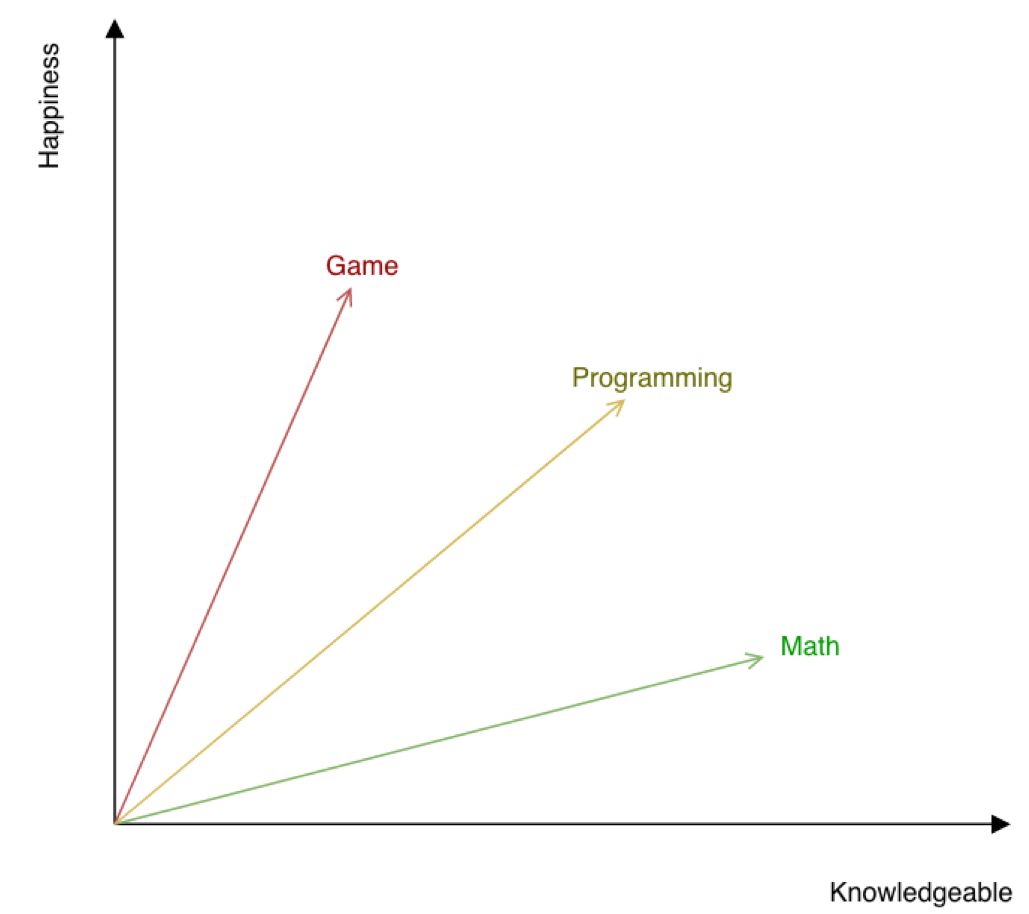 Happiness
Game
Programming
Math
Knowledgeable